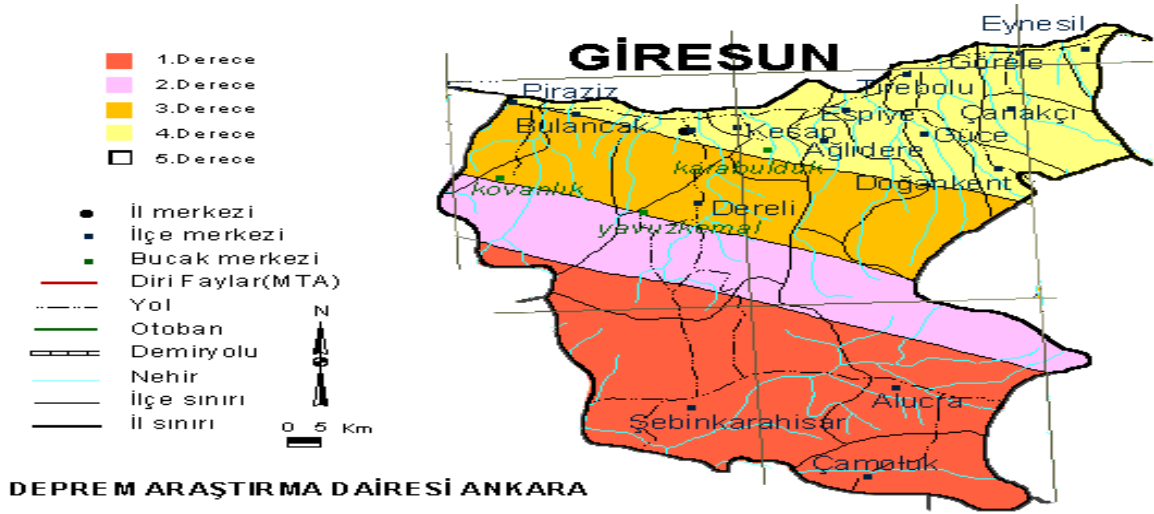 GİRESUN
1.Derece
2.Derece
3.Derece
4.Derece
5.Derece
İl merkezi
İlçe merkezi
Bucak merkezi
Diri Faylar(MTA)
Yol
Otoban
Demiryolu
Nehir
İlçe sınırı
İl sınırı
N
0 5 Km
Eynesil
Görele
Tirebolu
Piraziz
Çanakçı
Espiye
Bulancak
Keşap
Güce
Ağlıdere
karabulduk
Doğankent
kovanlık
Dereli
yavuzkemal
Alucra
Şebinkarahisar
Çamoluk
DEPREM ARAŞTIRMA DAİRESİ ANKARA